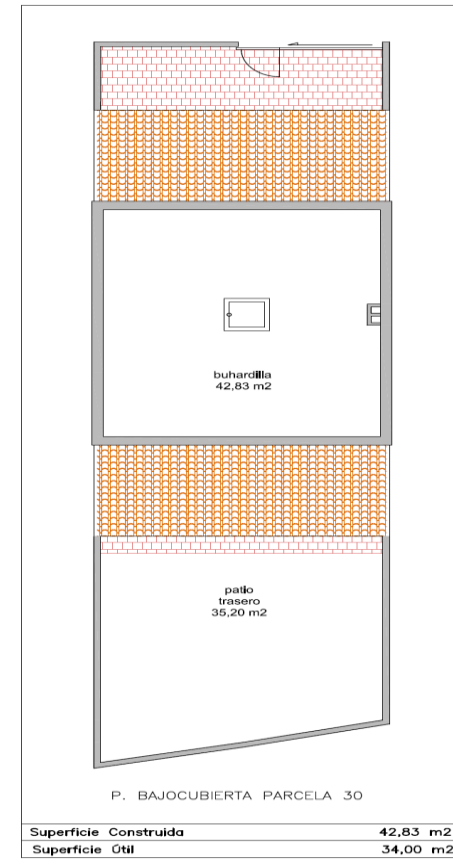 buhardilla
42,83 m2
patio
trasero
35,20 m2
P. BAJOCUBIERTA PARCELA 30
Superficie Construida 42,83 m2
Superficie Útil 34,00 m2